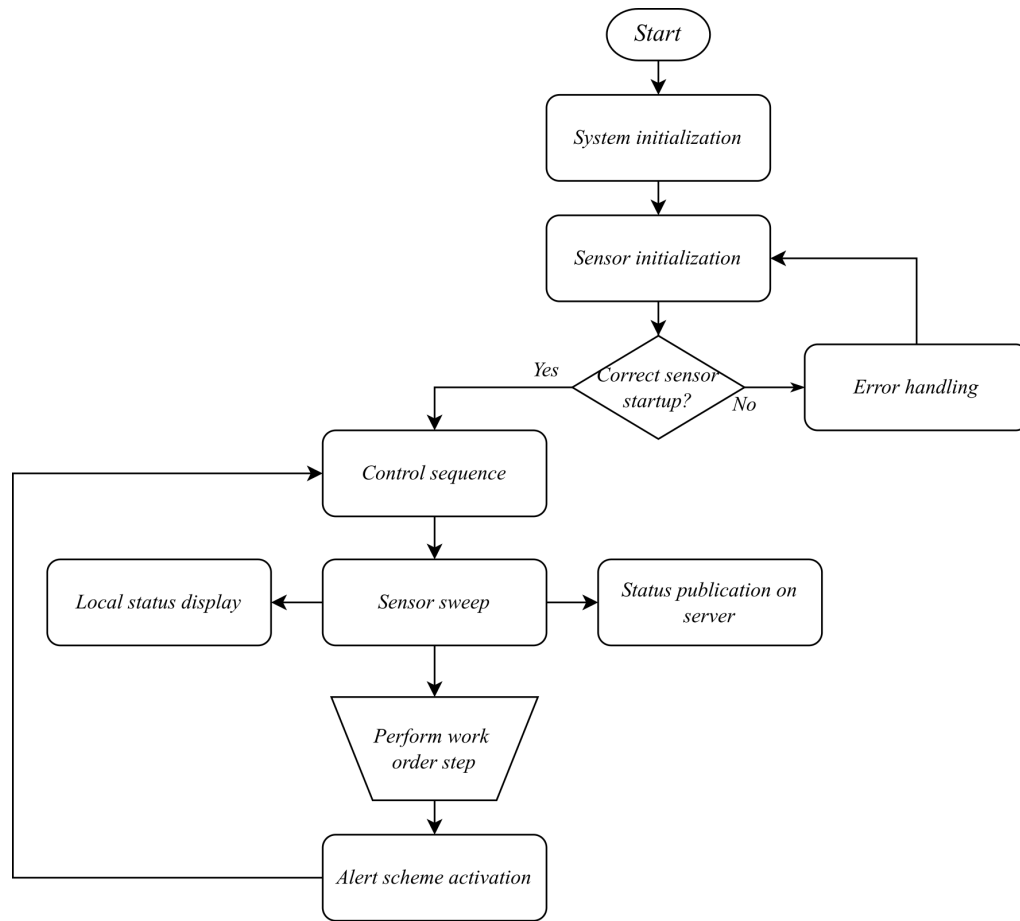 Start
System initialization
Sensor initialization
Correct sensor
startup?
Yes
No
Error handling
Control sequence
Local status display
Sensor sweep
Status publication on
server
Perform work
order step
Alert scheme activation